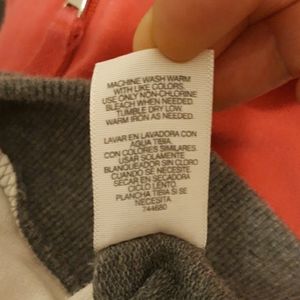 MACHINE WASH WARM
WITH LIKE COLORS.
USE ONLY NON-CHLORINE
BLEACH WHEN NEEDED.
TUMBLE DRY LOW.
WARM IRON AS NEEDED.
LAVAR EN LAVADORA CON
AGUA TIBIA.
CON COLORES SIMILARES.
USAR SOLAMENTE
BLANQUEADOR SIN CLORO
CUANDO SE NECESITE.
SECAR EN SECADORA
CICLO LENTO.
PLANCHA TIBIA SI SE
NECESITA
744680